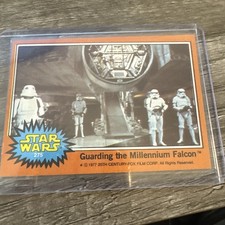 STAR
WARS
Guarding the Millennium Falcon™
© 1977 20TH CENTURY-FOX FILM CORP. All Rights Reserved.